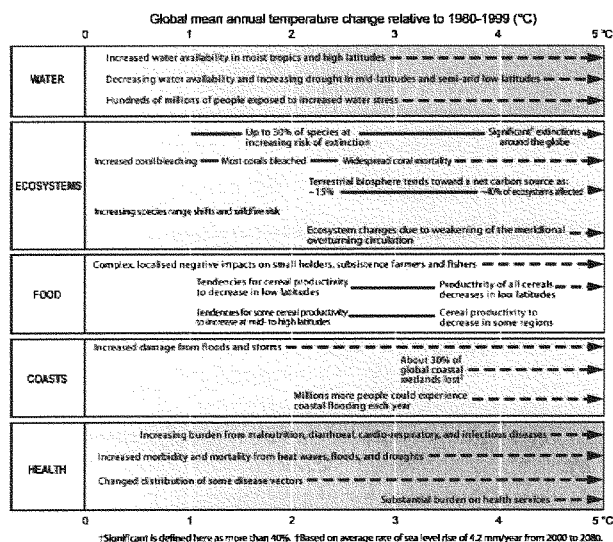 Global mean annual temperature change relative to 1980-1999 (°C)
0 1 2 3 4 5 °C
WATER
Increased water availability in moist tropics and high latitudes
Decreasing water availability and increasing drought in mid-latitudes and semi-arid low latitudes
Hundreds of millions of people exposed to increased water stress
ECOSYSTEMS
Up to 30% of species at
increasing risk of extinction
Significant† extinctions
around the globe
Increased coral bleaching Most corals bleached Widespread coral mortality
Terrestrial biosphere tends toward a net carbon source as:
~15% ~40% of ecosystems affected
Increasing species range shifts and wildfire risk
Ecosystem changes due to weakening of the meridional
overturning circulation
FOOD
Complex, localised negative impacts on small holders, subsistence farmers and fishers
Tendencies for cereal productivity
to decrease in low latitudes
Productivity of all cereals
decreases in low latitudes
Tendencies for some cereal productivity
to increase at mid- to high latitudes
Cereal productivity to
decrease in some regions
COASTS
Increased damage from floods and storms
About 30% of
global coastal
wetlands lost‡
Millions more people could experience
coastal flooding each year
HEALTH
Increasing burden from malnutrition, diarrhoeal, cardio-respiratory, and infectious diseases
Increased morbidity and mortality from heat waves, floods, and droughts
Changed distribution of some disease vectors
Substantial burden on health services
0 1 2 3 4 5 °C
†Significant is defined here as more than 40%. ‡Based on average rate of sea level rise of 4.2 mm/year from 2000 to 2080.